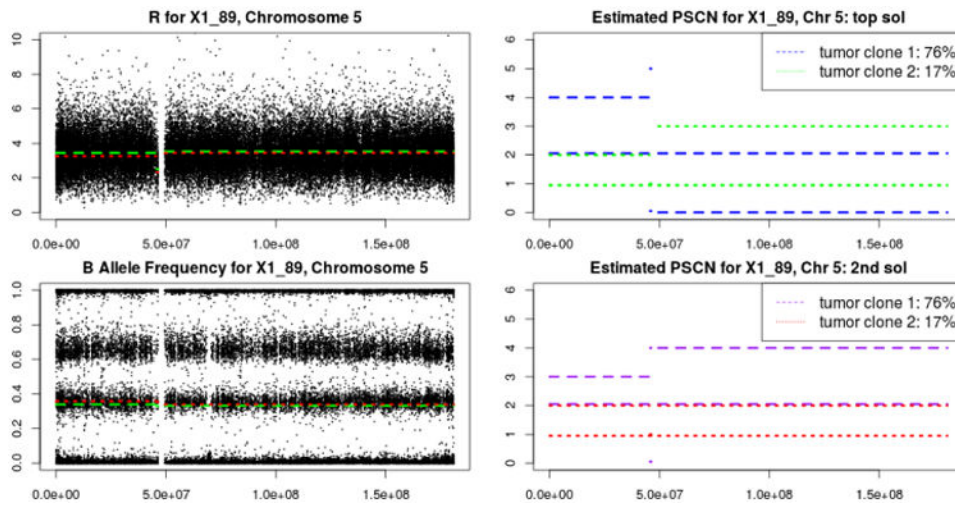 R for X1_89, Chromosome 5
10
8
6
4
2
0
0.0e+00 5.0e+07 1.0e+08 1.5e+08
Estimated PSCN for X1_89, Chr 5: top sol
tumor clone 1: 76%
tumor clone 2: 17%
6
5
4
3
2
1
0
0.0e+00 5.0e+07 1.0e+08 1.5e+08
B Allele Frequency for X1_89, Chromosome 5
1.0
0.8
0.6
0.4
0.2
0.0
0.0e+00 5.0e+07 1.0e+08 1.5e+08
Estimated PSCN for X1_89, Chr 5: 2nd sol
tumor clone 1: 76%
tumor clone 2: 17%
6
5
4
3
2
1
0
0.0e+00 5.0e+07 1.0e+08 1.5e+08